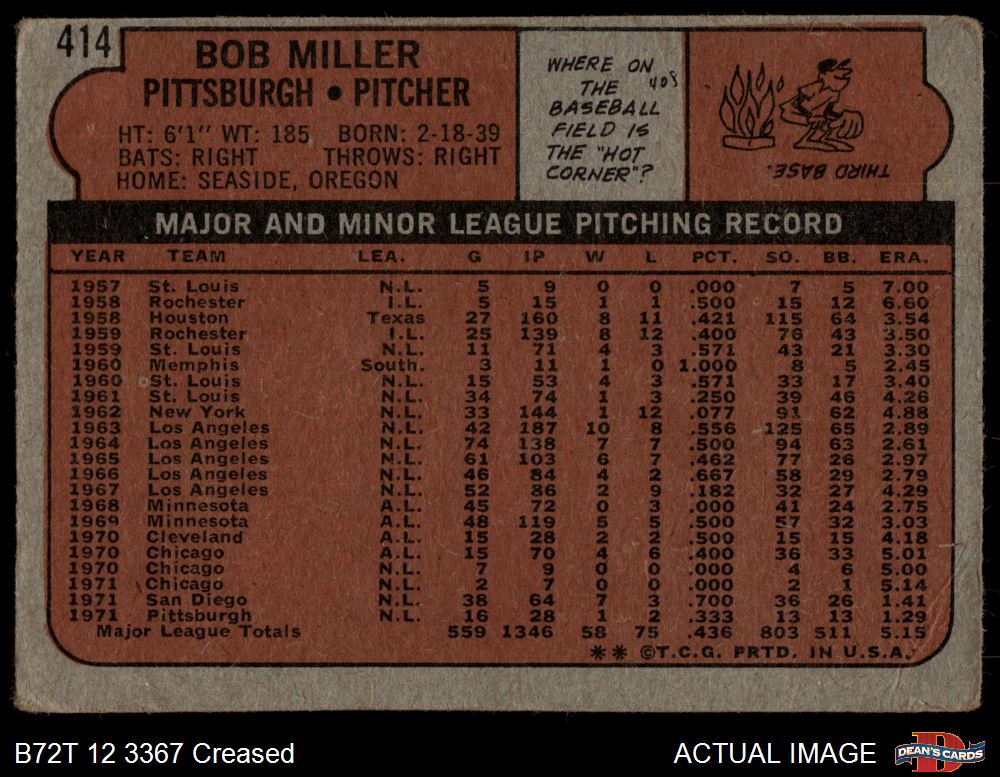 414
BOB MILLER
PITTSBURGH • PITCHER
HT: 6'1" WT: 185 BORN: 2-18-39
BATS: RIGHT THROWS: RIGHT
HOME: SEASIDE, OREGON
WHERE ON
THE
BASEBALL
FIELD IS
THE "HOT
CORNER"?
408
THIRD BASE.
MAJOR AND MINOR LEAGUE PITCHING RECORD
YEAR TEAM LEA. G IP W L PCT. SO. BB. ERA.
1957 St. Louis N.L. 5 9 0 0 .000 7 5 7.00
1958 Rochester I.L. 5 15 1 1 .500 15 12 6.60
1958 Houston Texas 27 160 8 11 .421 115 64 3.54
1959 Rochester I.L. 25 139 8 12 .400 76 43 3.50
1959 St. Louis N.L. 11 71 4 3 .571 43 21 3.30
1960 Memphis South. 3 11 1 0 1.000 8 5 2.45
1960 St. Louis N.L. 15 53 4 3 .571 33 17 3.40
1961 St. Louis N.L. 34 74 1 3 .250 39 46 4.26
1962 New York N.L. 33 144 1 12 .077 91 62 4.88
1963 Los Angeles N.L. 42 187 10 8 .556 125 65 2.89
1964 Los Angeles N.L. 74 138 7 7 .500 94 63 2.61
1965 Los Angeles N.L. 61 103 6 7 .462 77 26 2.97
1966 Los Angeles N.L. 46 84 4 2 .667 58 29 2.79
1967 Los Angeles N.L. 52 86 2 9 .182 32 27 4.29
1968 Minnesota A.L. 45 72 0 3 .000 41 24 2.75
1969 Minnesota A.L. 48 119 5 5 .500 57 32 3.03
1970 Cleveland A.L. 15 28 2 2 .500 15 15 4.18
1970 Chicago A.L. 15 70 4 6 .400 36 33 5.01
1970 Chicago N.L. 7 9 0 0 .000 4 6 5.00
1971 Chicago N.L. 2 7 0 0 .000 2 1 5.14
1971 San Diego N.L. 38 64 7 3 .700 36 26 1.41
1971 Pittsburgh N.L. 16 28 1 2 .333 13 13 1.29
Major League Totals 559 1346 58 75 .436 803 511 5.15
** ©T.C.G. PRTD. IN U.S.A.
B72T 12 3367 Creased
ACTUAL IMAGE
DEAN'S CARDS